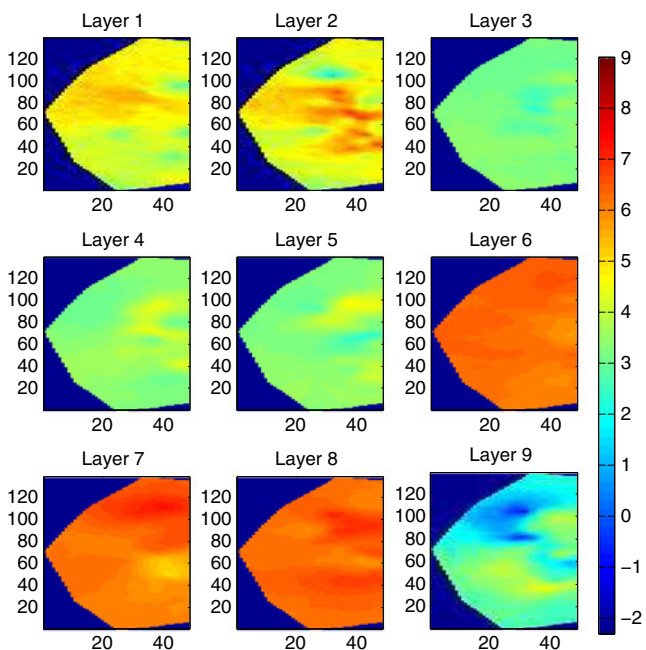 Layer 1 Layer 2 Layer 3
120 120 120 9
100 100 100 8
80 80 80
60 60 60
40 40 40 7
20 20 20
20 40 20 40 20 40 6
Layer 4 Layer 5 Layer 6
120 120 120 5
100 100 100 4
80 80 80
60 60 60 3
40 40 40
20 20 20 2
20 40 20 40 20 40
Layer 7 Layer 8 Layer 9 1
120 120 120
100 100 100 0
80 80 80
60 60 60 −1
40 40 40
20 20 20 −2
20 40 20 40 20 40